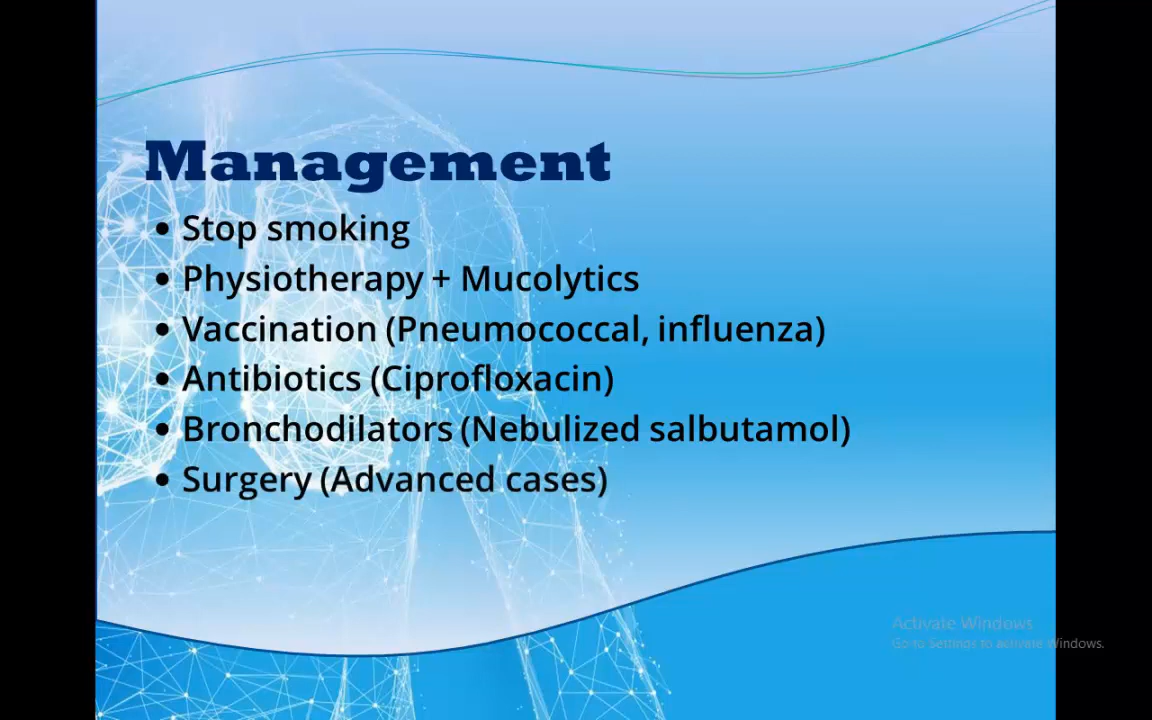 Management
• Stop smoking
• Physiotherapy + Mucolytics
• Vaccination (Pneumococcal, influenza)
• Antibiotics (Ciprofloxacin)
• Bronchodilators (Nebulized salbutamol)
• Surgery (Advanced cases)
Activate Windows
Go to Settings to activate Windows.